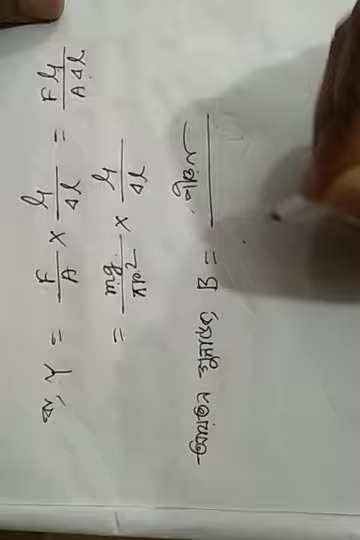 বা, Y = F/A × L/Δl = FL/AΔl
= mg/πr² × L/Δl
আয়তন গুণাঙ্ক, B = পীড়ন